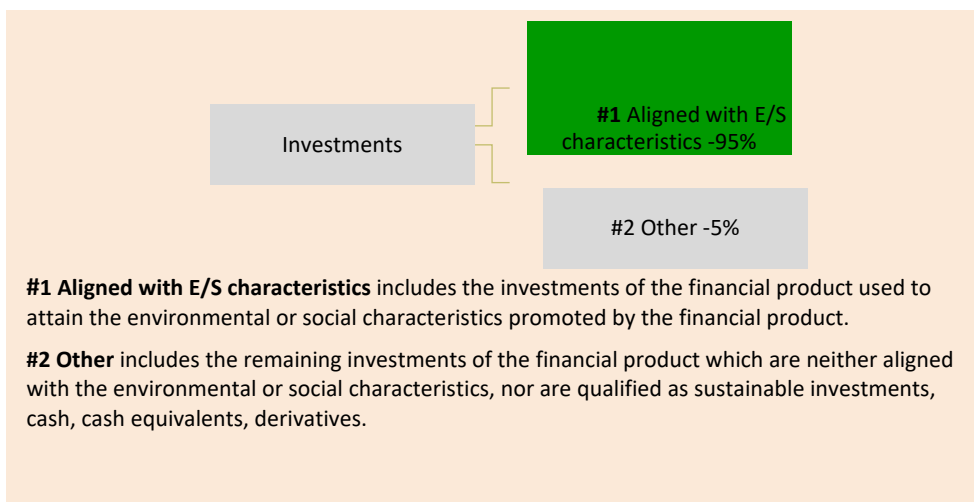 #1 Aligned with E/S
characteristics -95%
Investments
#2 Other -5%
#1 Aligned with E/S characteristics includes the investments of the financial product used to
attain the environmental or social characteristics promoted by the financial product.
#2 Other includes the remaining investments of the financial product which are neither aligned
with the environmental or social characteristics, nor are qualified as sustainable investments,
cash, cash equivalents, derivatives.